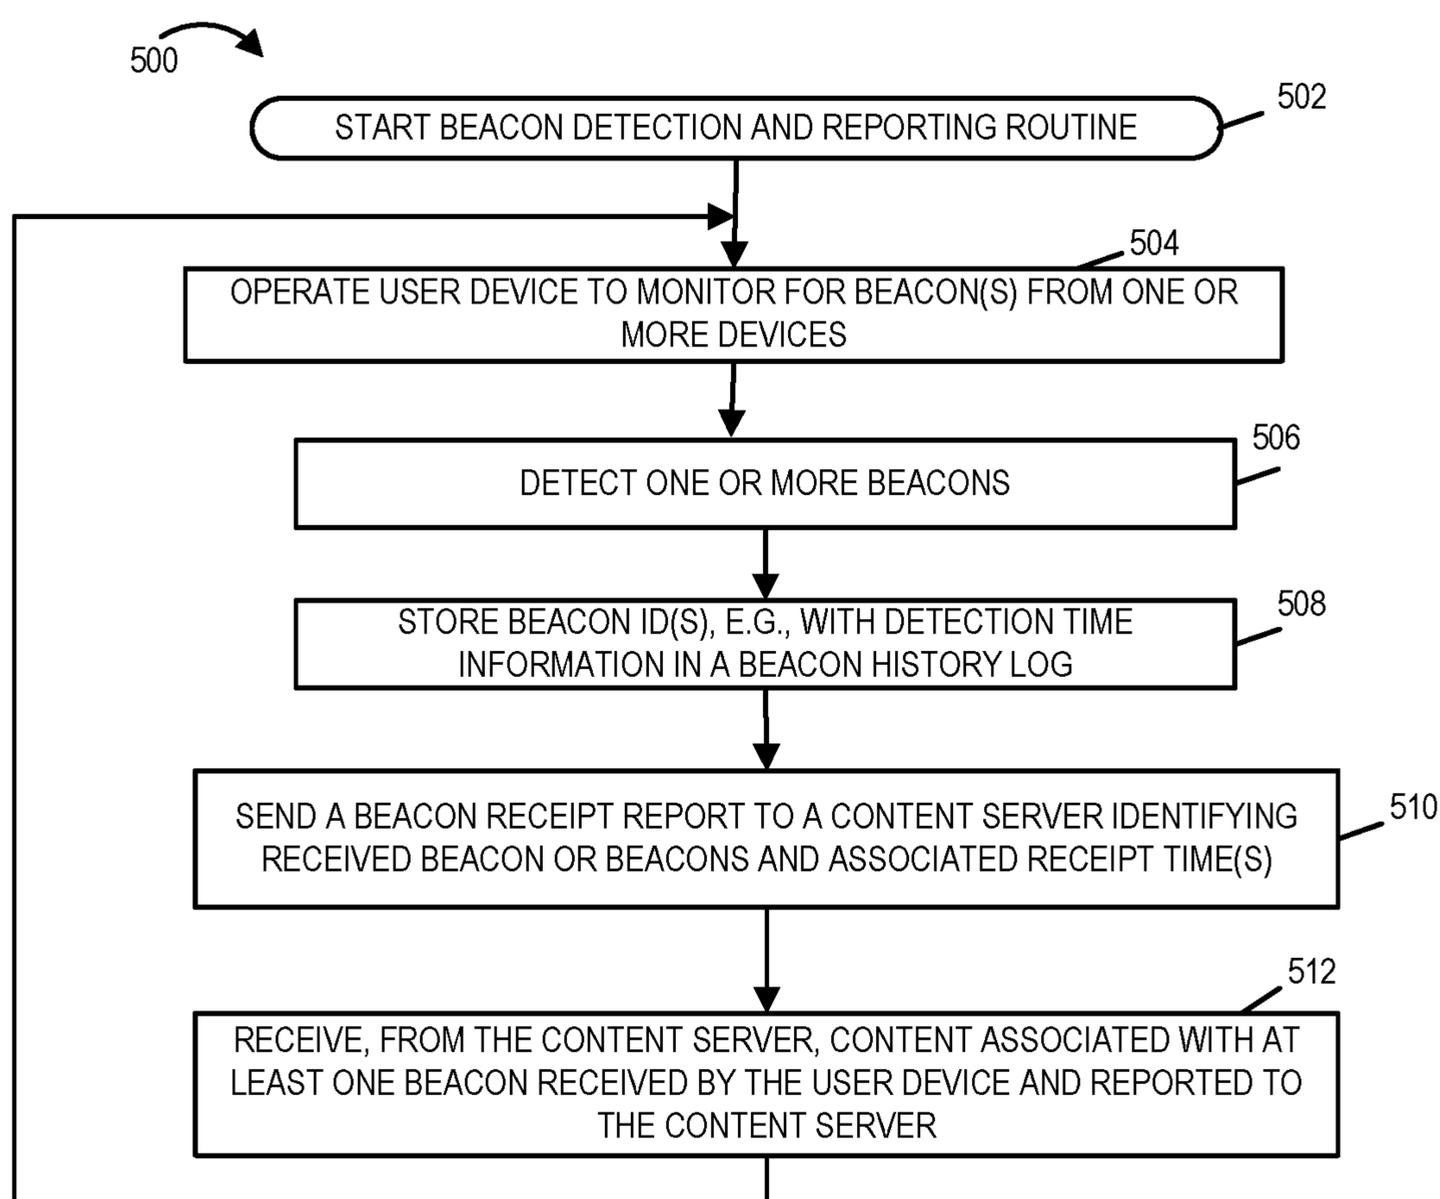 500
START BEACON DETECTION AND REPORTING ROUTINE
502
504
OPERATE USER DEVICE TO MONITOR FOR BEACON(S) FROM ONE OR
MORE DEVICES
506
DETECT ONE OR MORE BEACONS
508
STORE BEACON ID(S), E.G., WITH DETECTION TIME
INFORMATION IN A BEACON HISTORY LOG
510
SEND A BEACON RECEIPT REPORT TO A CONTENT SERVER IDENTIFYING
RECEIVED BEACON OR BEACONS AND ASSOCIATED RECEIPT TIME(S)
512
RECEIVE, FROM THE CONTENT SERVER, CONTENT ASSOCIATED WITH AT
LEAST ONE BEACON RECEIVED BY THE USER DEVICE AND REPORTED TO
THE CONTENT SERVER